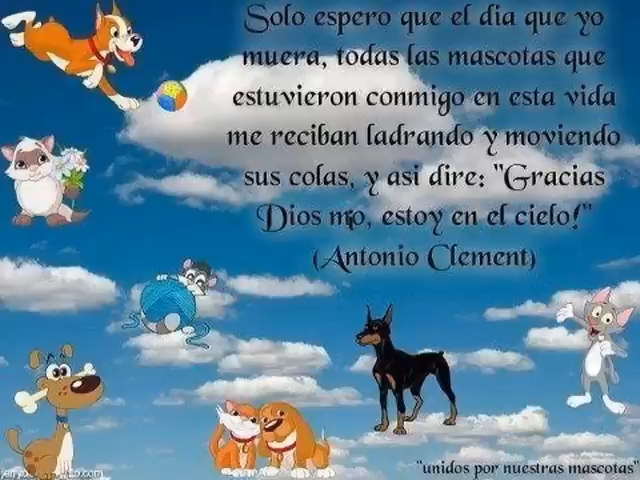 Solo espero que el dia que yo
muera, todas las mascotas que
estuvieron conmigo en esta vida
me reciban ladrando y moviendo
sus colas, y asi dire: "Gracias
Dios mio, estoy en el cielo!"
(Antonio Clement)
"unidos por nuestras mascotas"